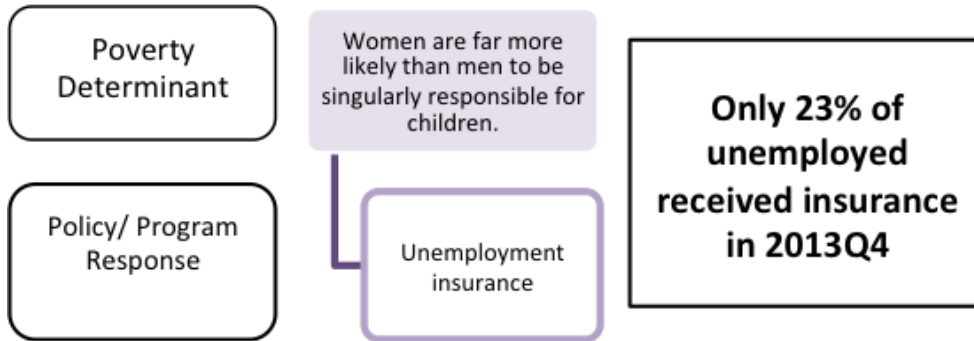 Poverty
Determinant
Women are far more
likely than men to be
singularly responsible for
children.
Only 23% of
unemployed
received insurance
in 2013Q4
Policy/ Program
Response
Unemployment
insurance